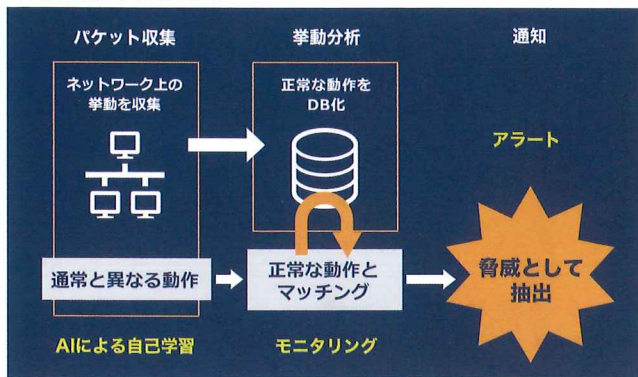 パケット収集
挙動分析
通知
ネットワーク上の
挙動を収集
正常な動作を
DB化
アラート
通常と異なる動作
正常な動作と
マッチング
脅威として
抽出
AIによる自己学習
モニタリング